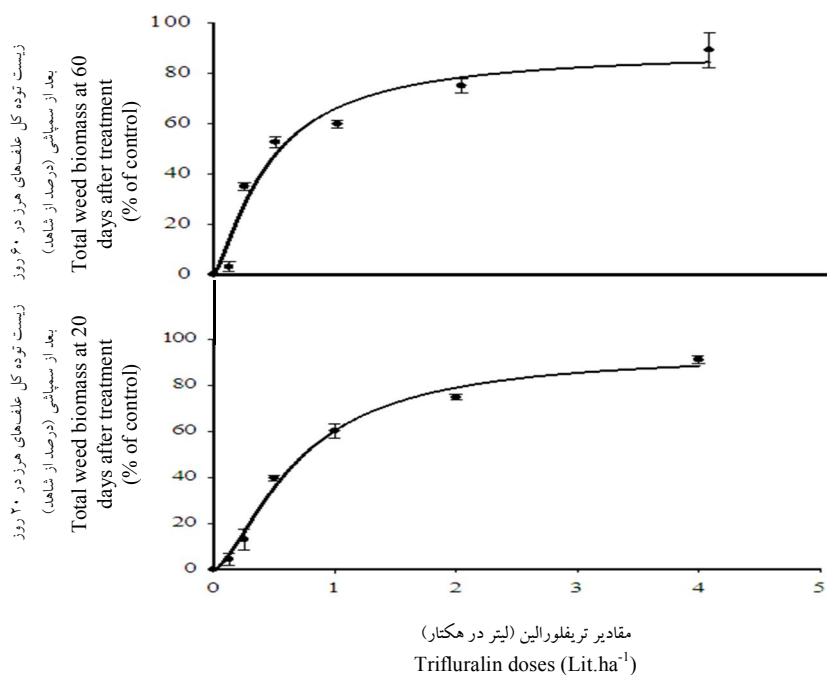 زیست توده کل علف‌های هرز در ۶۰ روز
بعد از سمپاشی (درصد از شاهد)
Total weed biomass at 60
days after treatment
(% of control)
100
80
60
40
20
0
زیست توده کل علف‌های هرز در ۲۰ روز
بعد از سمپاشی (درصد از شاهد)
Total weed biomass at 20
days after treatment
(% of control)
100
80
60
40
20
0
0 1 2 3 4 5
مقادیر تریفلورالین (لیتر در هکتار)
Trifluralin doses (Lit.ha⁻¹)